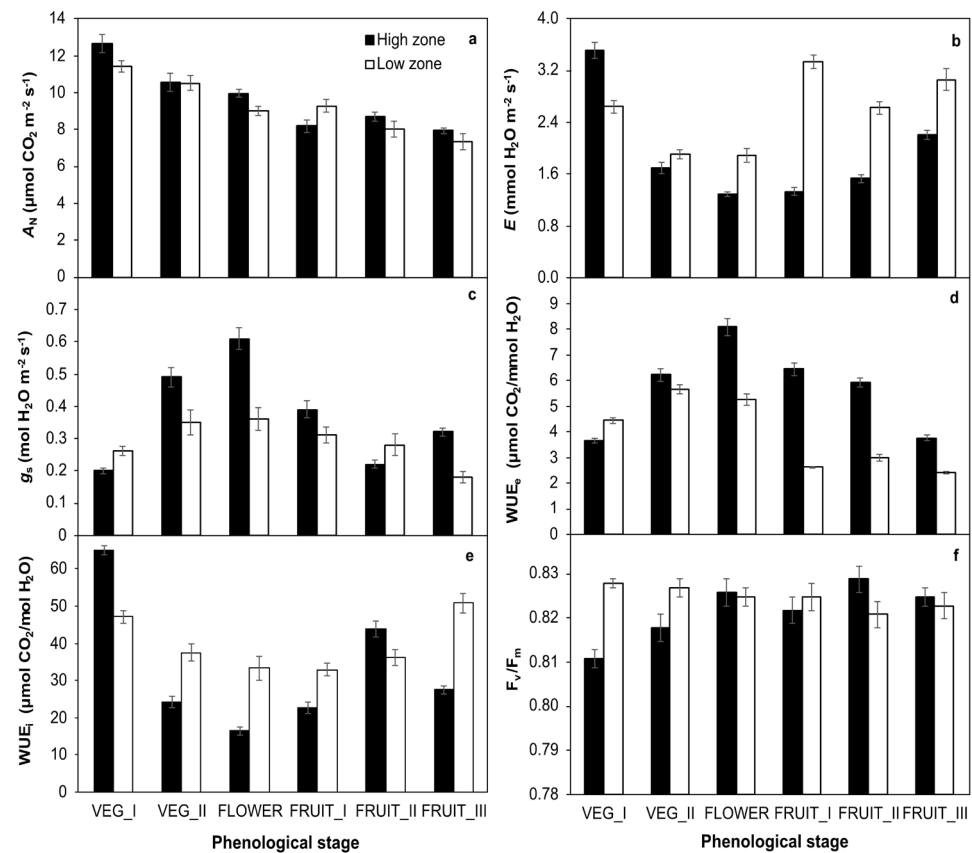 14
12
10
8
6
4
2
0
A_N (µmol CO₂ m⁻² s⁻¹)
High zone
Low zone
a
4.0
3.2
2.4
1.6
0.8
0.0
E (mmol H₂O m⁻² s⁻¹)
b
0.7
0.6
0.5
0.4
0.3
0.2
0.1
0
g_s (mol H₂O m⁻² s⁻¹)
c
9
8
7
6
5
4
3
2
1
0
WUE_e (µmol CO₂/mmol H₂O)
d
60
50
40
30
20
10
0
WUE_i (µmol CO₂/mol H₂O)
e
VEG_I VEG_II FLOWER FRUIT_I FRUIT_II FRUIT_III
Phenological stage
0.83
0.82
0.81
0.80
0.79
0.78
F_v/F_m
f
VEG_I VEG_II FLOWER FRUIT_I FRUIT_II FRUIT_III
Phenological stage